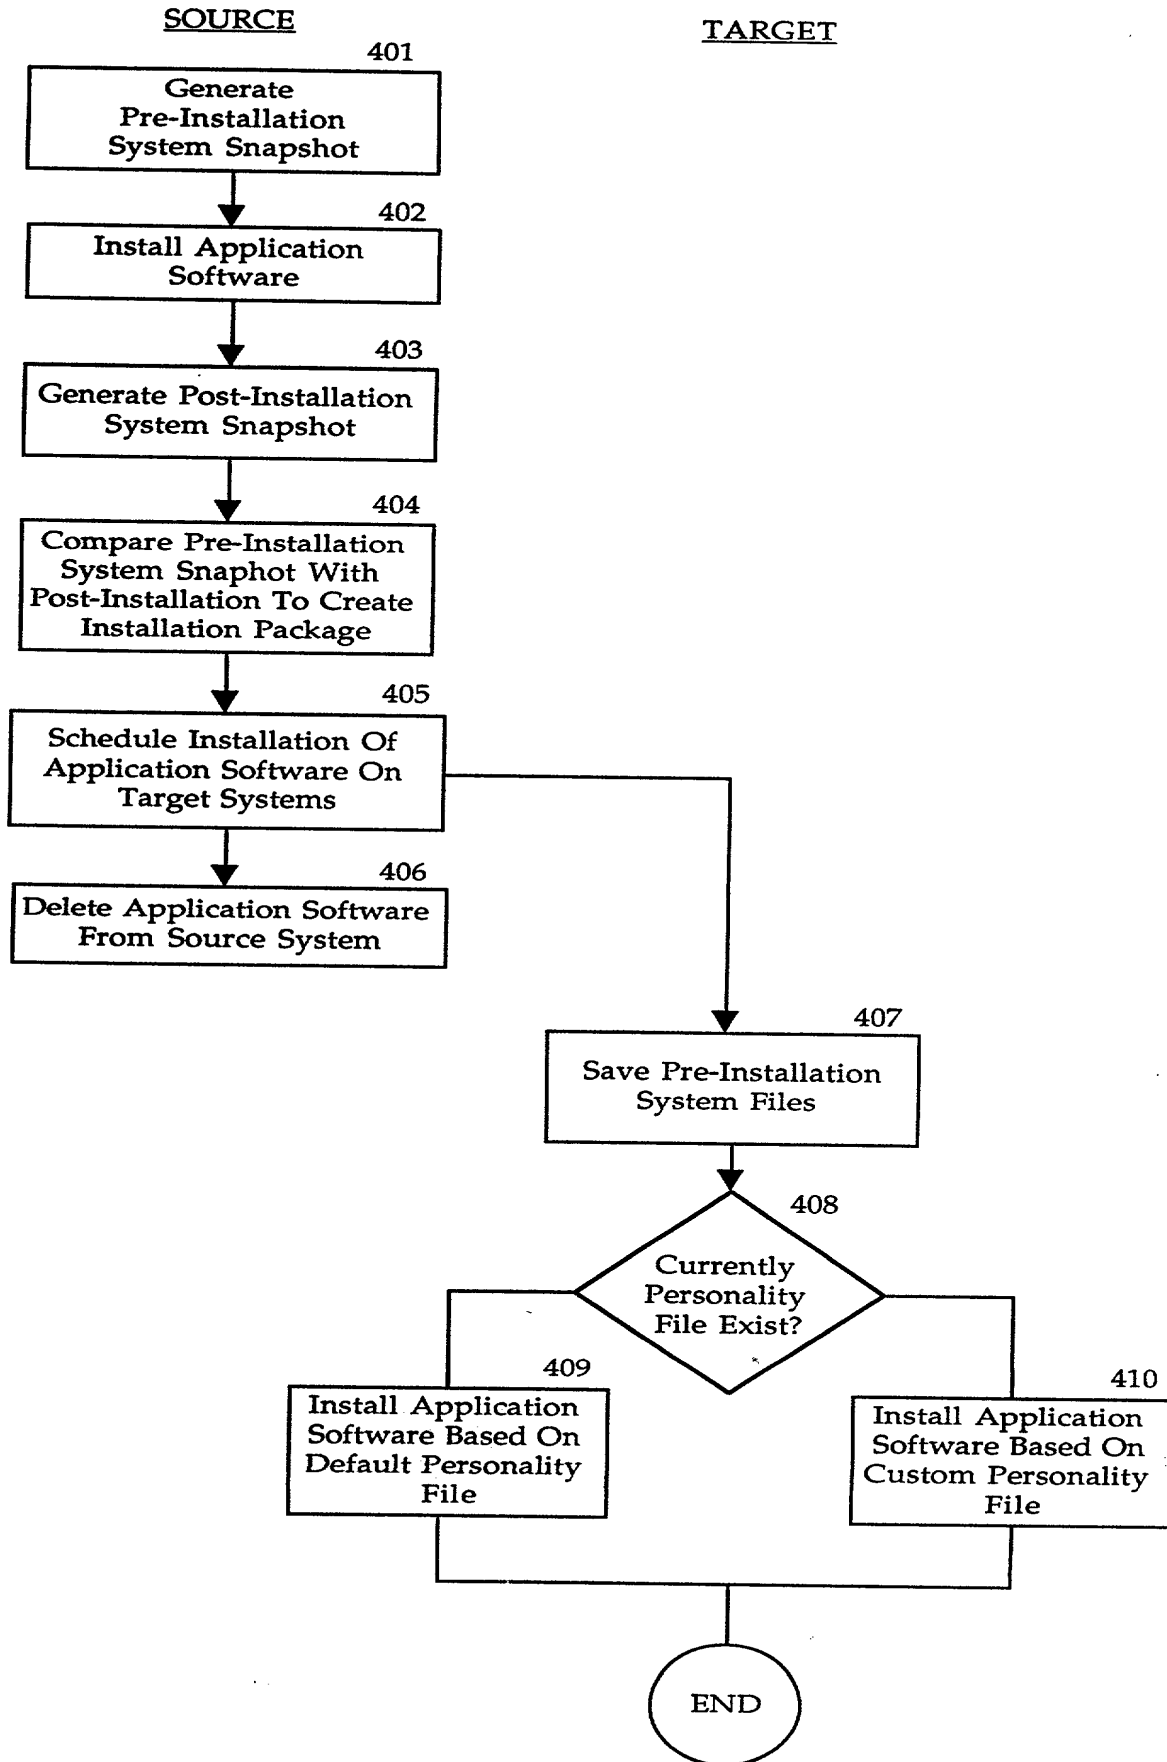 SOURCE
TARGET
401
Generate
Pre-Installation
System Snapshot
402
Install Application
Software
403
Generate Post-Installation
System Snapshot
404
Compare Pre-Installation
System Snaphot With
Post-Installation To Create
Installation Package
405
Schedule Installation Of
Application Software On
Target Systems
406
Delete Application Software
From Source System
407
Save Pre-Installation
System Files
408
Currently
Personality
File Exist?
409
Install Application
Software Based On
Default Personality
File
410
Install Application
Software Based On
Custom Personality
File
END